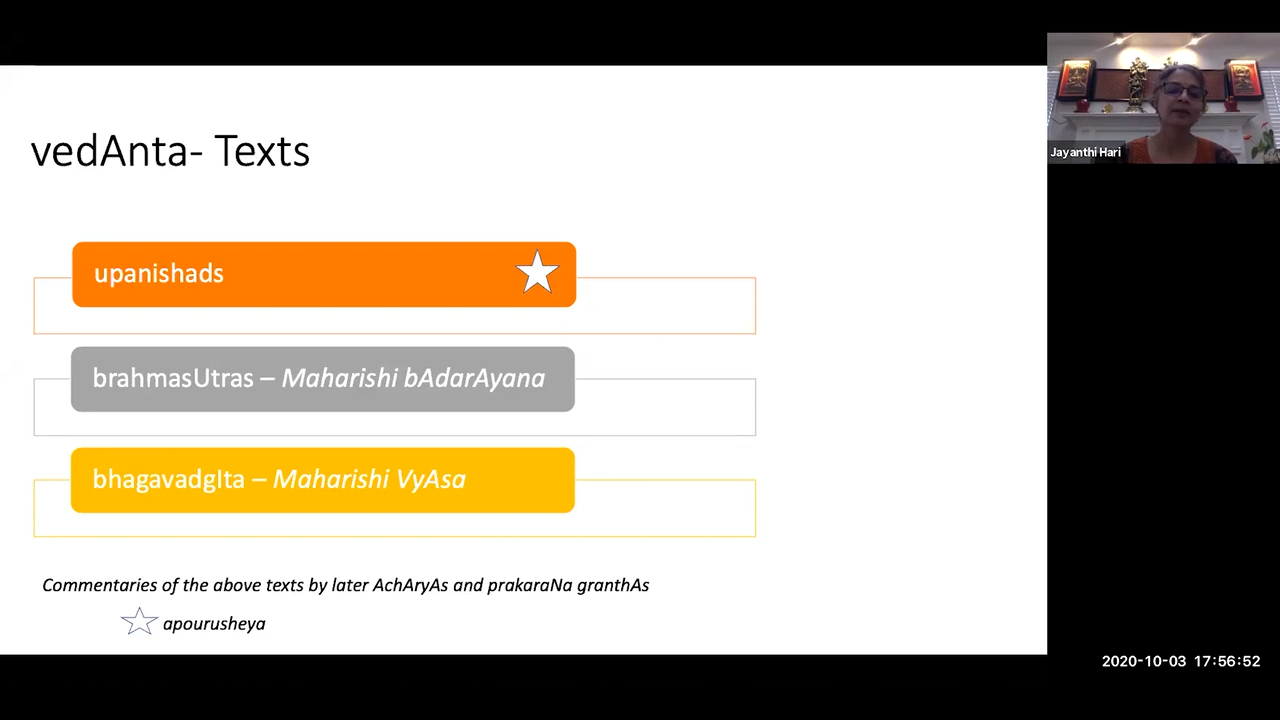 vedAnta- Texts
Jayanthi Hari
upanishads
brahmasUtras – Maharishi bAdarAyana
bhagavadgIta – Maharishi VyAsa
Commentaries of the above texts by later AchAryAs and prakaraNa granthAs
apourusheya
2020-10-03 17:56:52